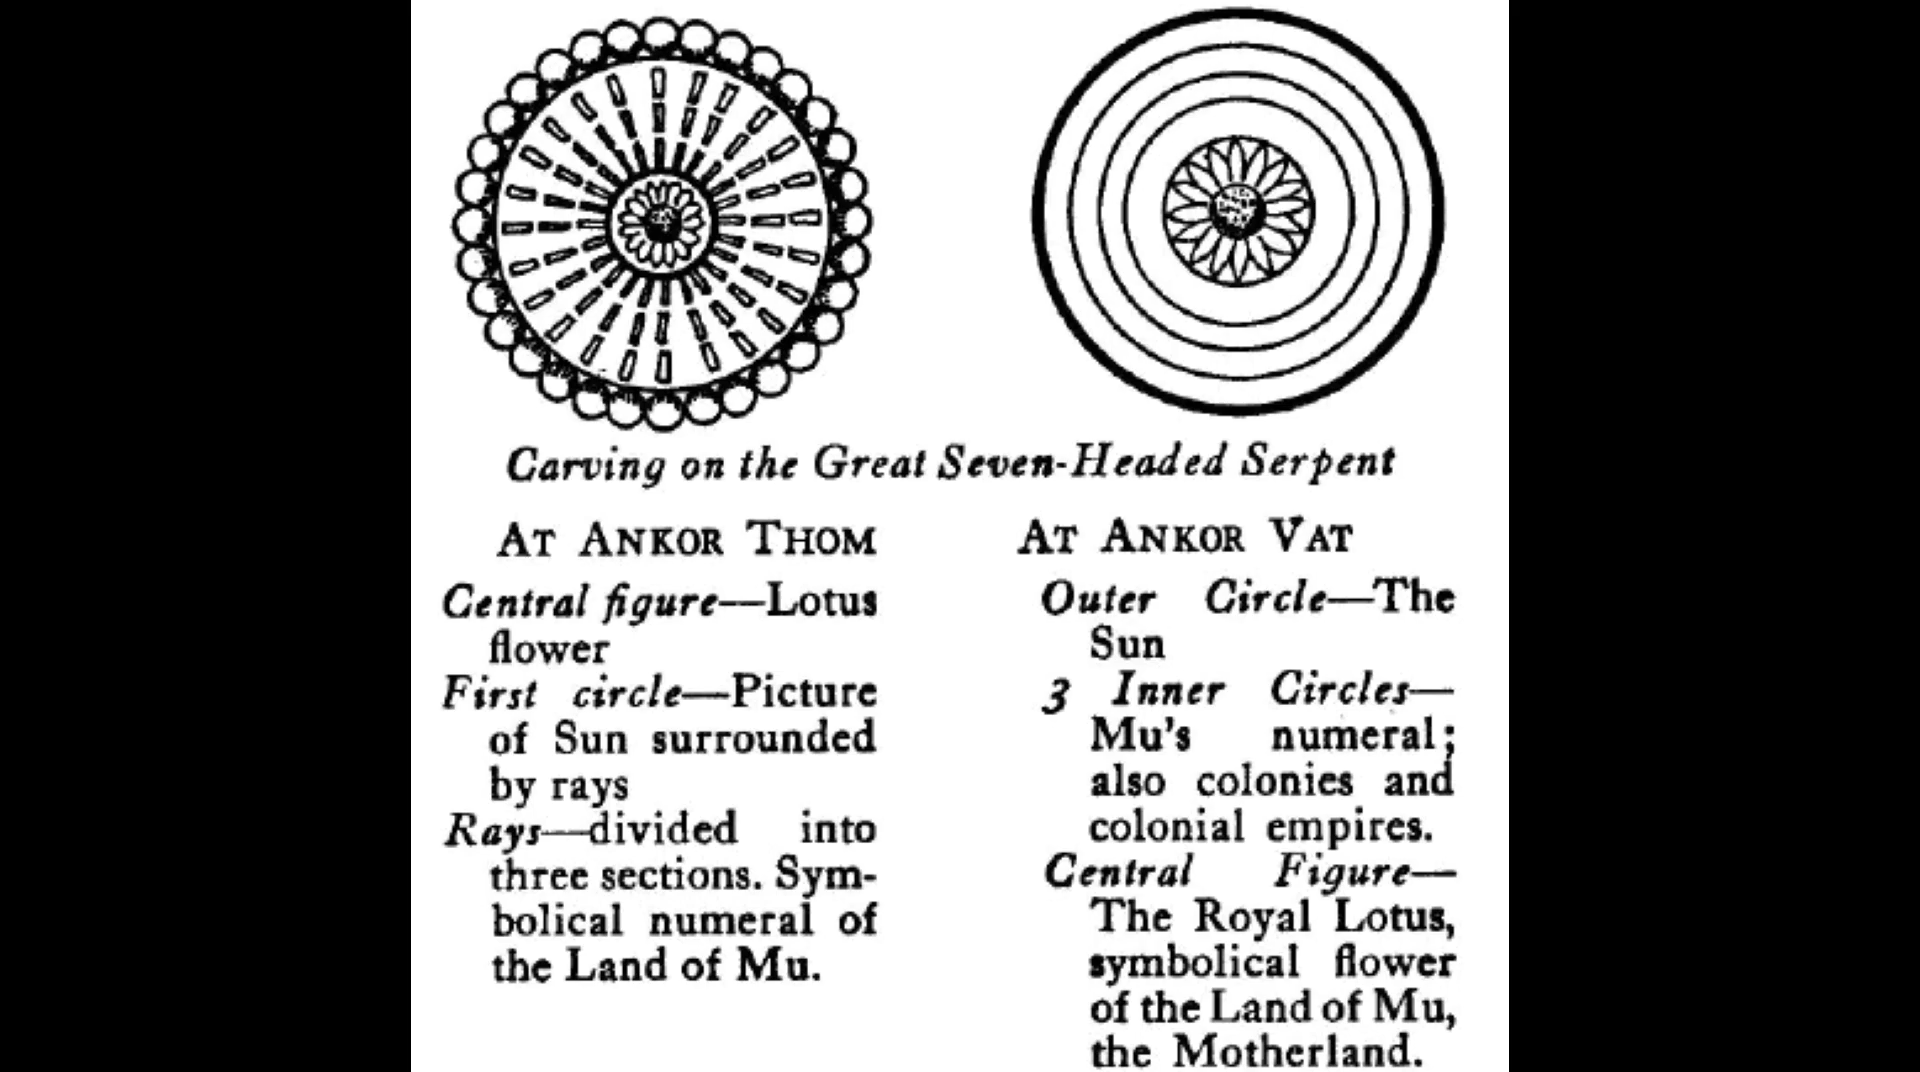 Carving on the Great Seven-Headed Serpent
At Ankor Thom
Central figure—Lotus
flower
First circle—Picture
of Sun surrounded
by rays
Rays—divided into
three sections. Sym-
bolical numeral of
the Land of Mu.
At Ankor Vat
Outer Circle—The
Sun
3 Inner Circles—
Mu's numeral;
also colonies and
colonial empires.
Central Figure—
The Royal Lotus,
symbolical flower
of the Land of Mu,
the Motherland.